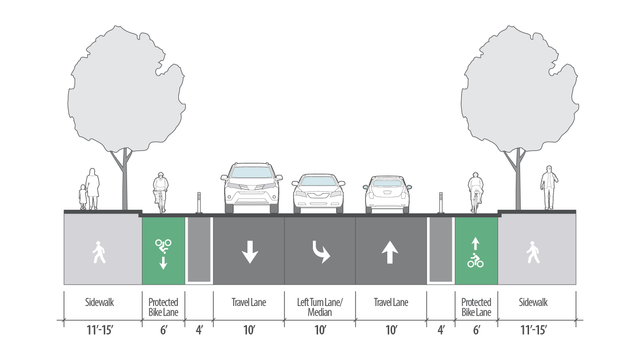 Sidewalk
Protected
Bike Lane
Travel Lane
Left Turn Lane/
Median
Travel Lane
Protected
Bike Lane
Sidewalk
11'-15'
6'
4'
10'
10'
10'
4'
6'
11'-15'